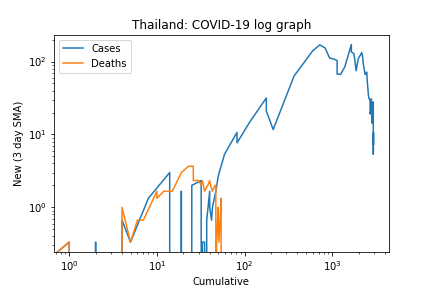 Thailand: COVID-19 log graph
Cases
Deaths
New (3 day SMA)
10²
10¹
10⁰
10⁰ 10¹ 10² 10³
Cumulative